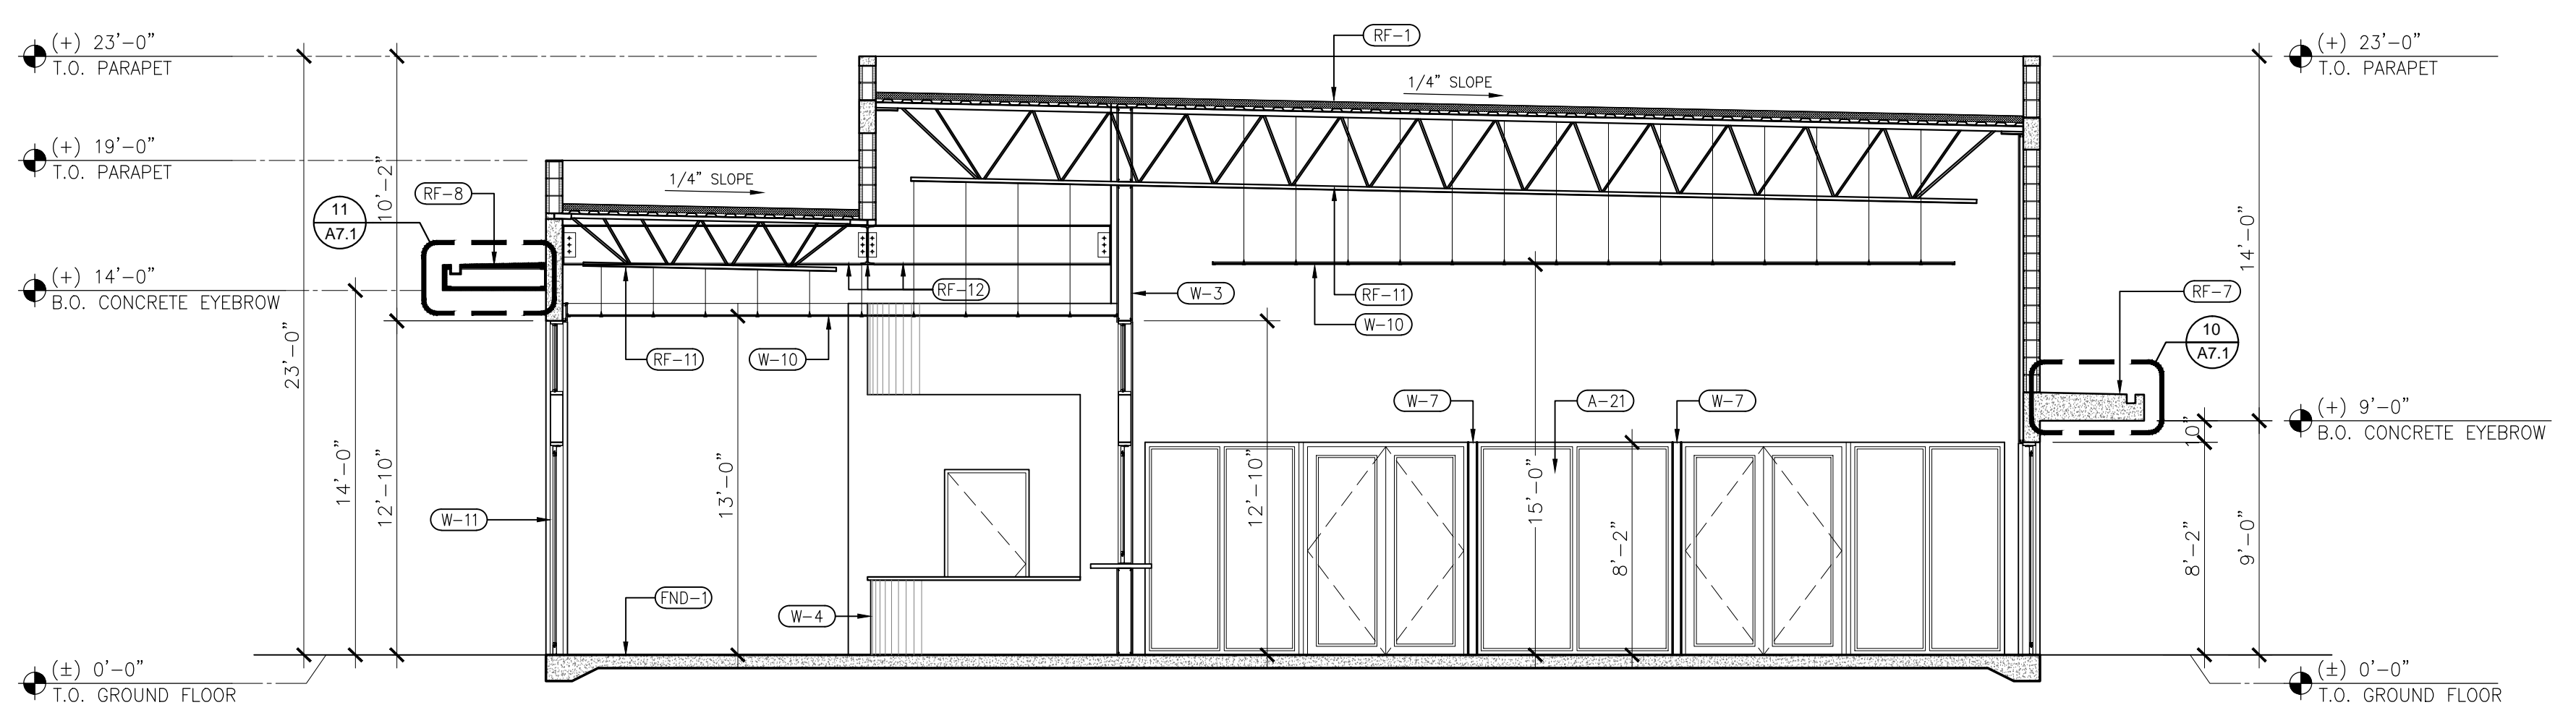 (+) 23'-0"
T.O. PARAPET
(+) 19'-0"
T.O. PARAPET
(+) 14'-0"
B.O. CONCRETE EYEBROW
(±) 0'-0"
T.O. GROUND FLOOR
23'-0"
14'-0"
10'-2"
12'-10"
11
A7.1
RF-8
1/4" SLOPE
RF-11
W-10
RF-12
W-11
FND-1
13'-0"
W-4
RF-1
1/4" SLOPE
W-3
RF-11
W-10
W-7
A-21
W-7
12'-10"
15'-0"
8'-2"
RF-7
10
A7.1
10"
8'-2"
14'-0"
9'-0"
(+) 23'-0"
T.O. PARAPET
(+) 9'-0"
B.O. CONCRETE EYEBROW
(±) 0'-0"
T.O. GROUND FLOOR